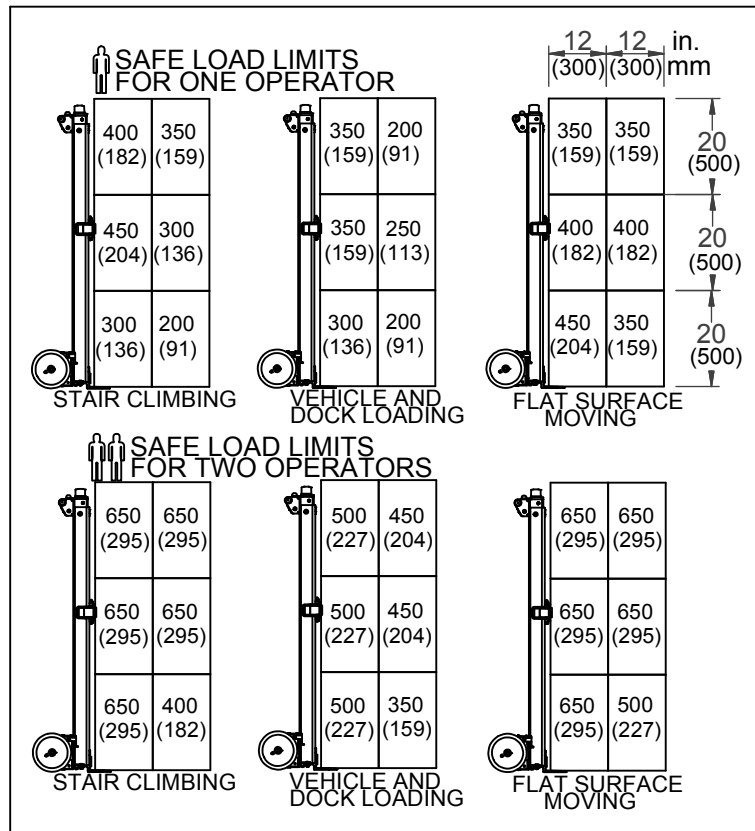 SAFE LOAD LIMITS
FOR ONE OPERATOR
12 12 in.
(300) (300) mm
400 350
(182) (159)
450 300
(204) (136)
300 200
(136) (91)
STAIR CLIMBING
350 200
(159) (91)
350 250
(159) (113)
300 200
(136) (91)
VEHICLE AND
DOCK LOADING
350 350
(159) (159)
400 400
(182) (182)
450 350
(204) (159)
FLAT SURFACE
MOVING
20
(500)
20
(500)
20
(500)
SAFE LOAD LIMITS
FOR TWO OPERATORS
650 650
(295) (295)
650 650
(295) (295)
650 400
(295) (182)
STAIR CLIMBING
500 450
(227) (204)
500 450
(227) (204)
500 350
(227) (159)
VEHICLE AND
DOCK LOADING
650 650
(295) (295)
650 650
(295) (295)
650 500
(295) (227)
FLAT SURFACE
MOVING